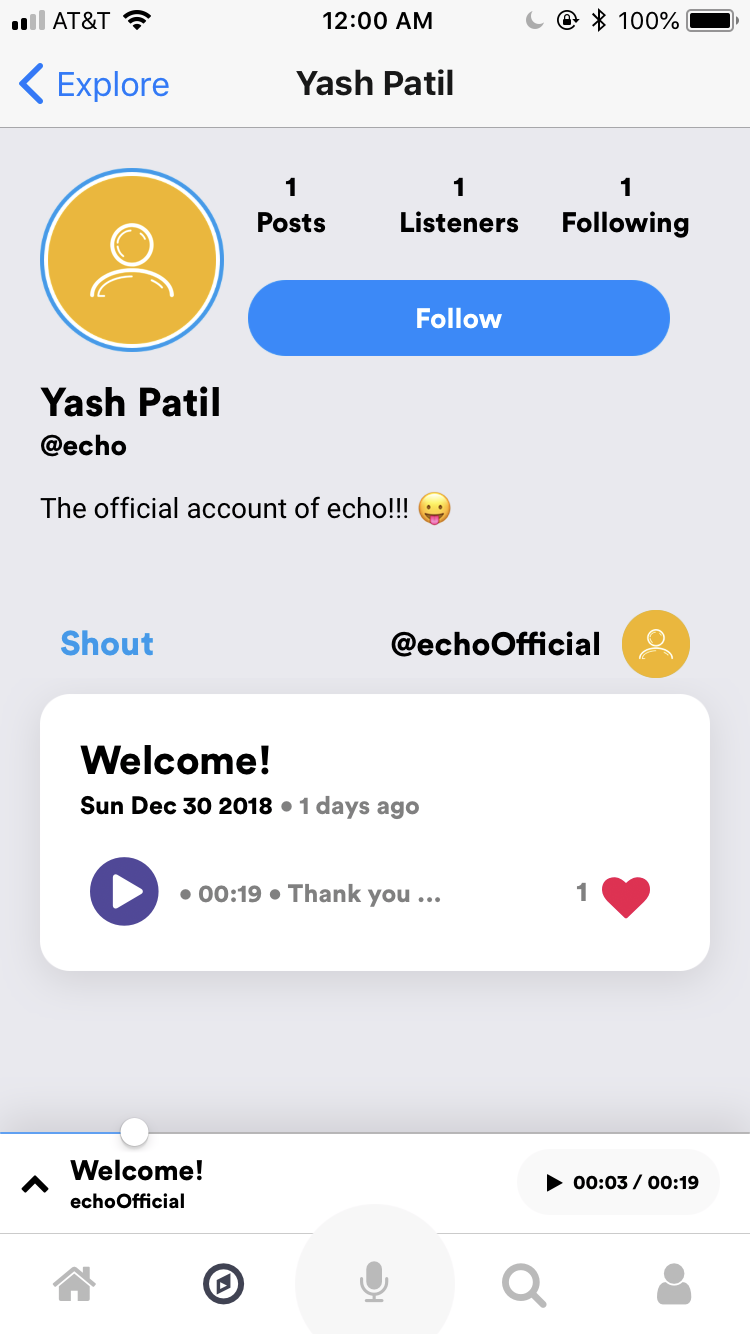 AT&T 12:00 AM 100%
Explore Yash Patil
1 1 1
Posts Listeners Following
Follow
Yash Patil
@echo
The official account of echo!!! 😛
Shout @echoOfficial
Welcome!
Sun Dec 30 2018 • 1 days ago
• 00:19 • Thank you ... 1
Welcome!
echoOfficial
00:03 / 00:19